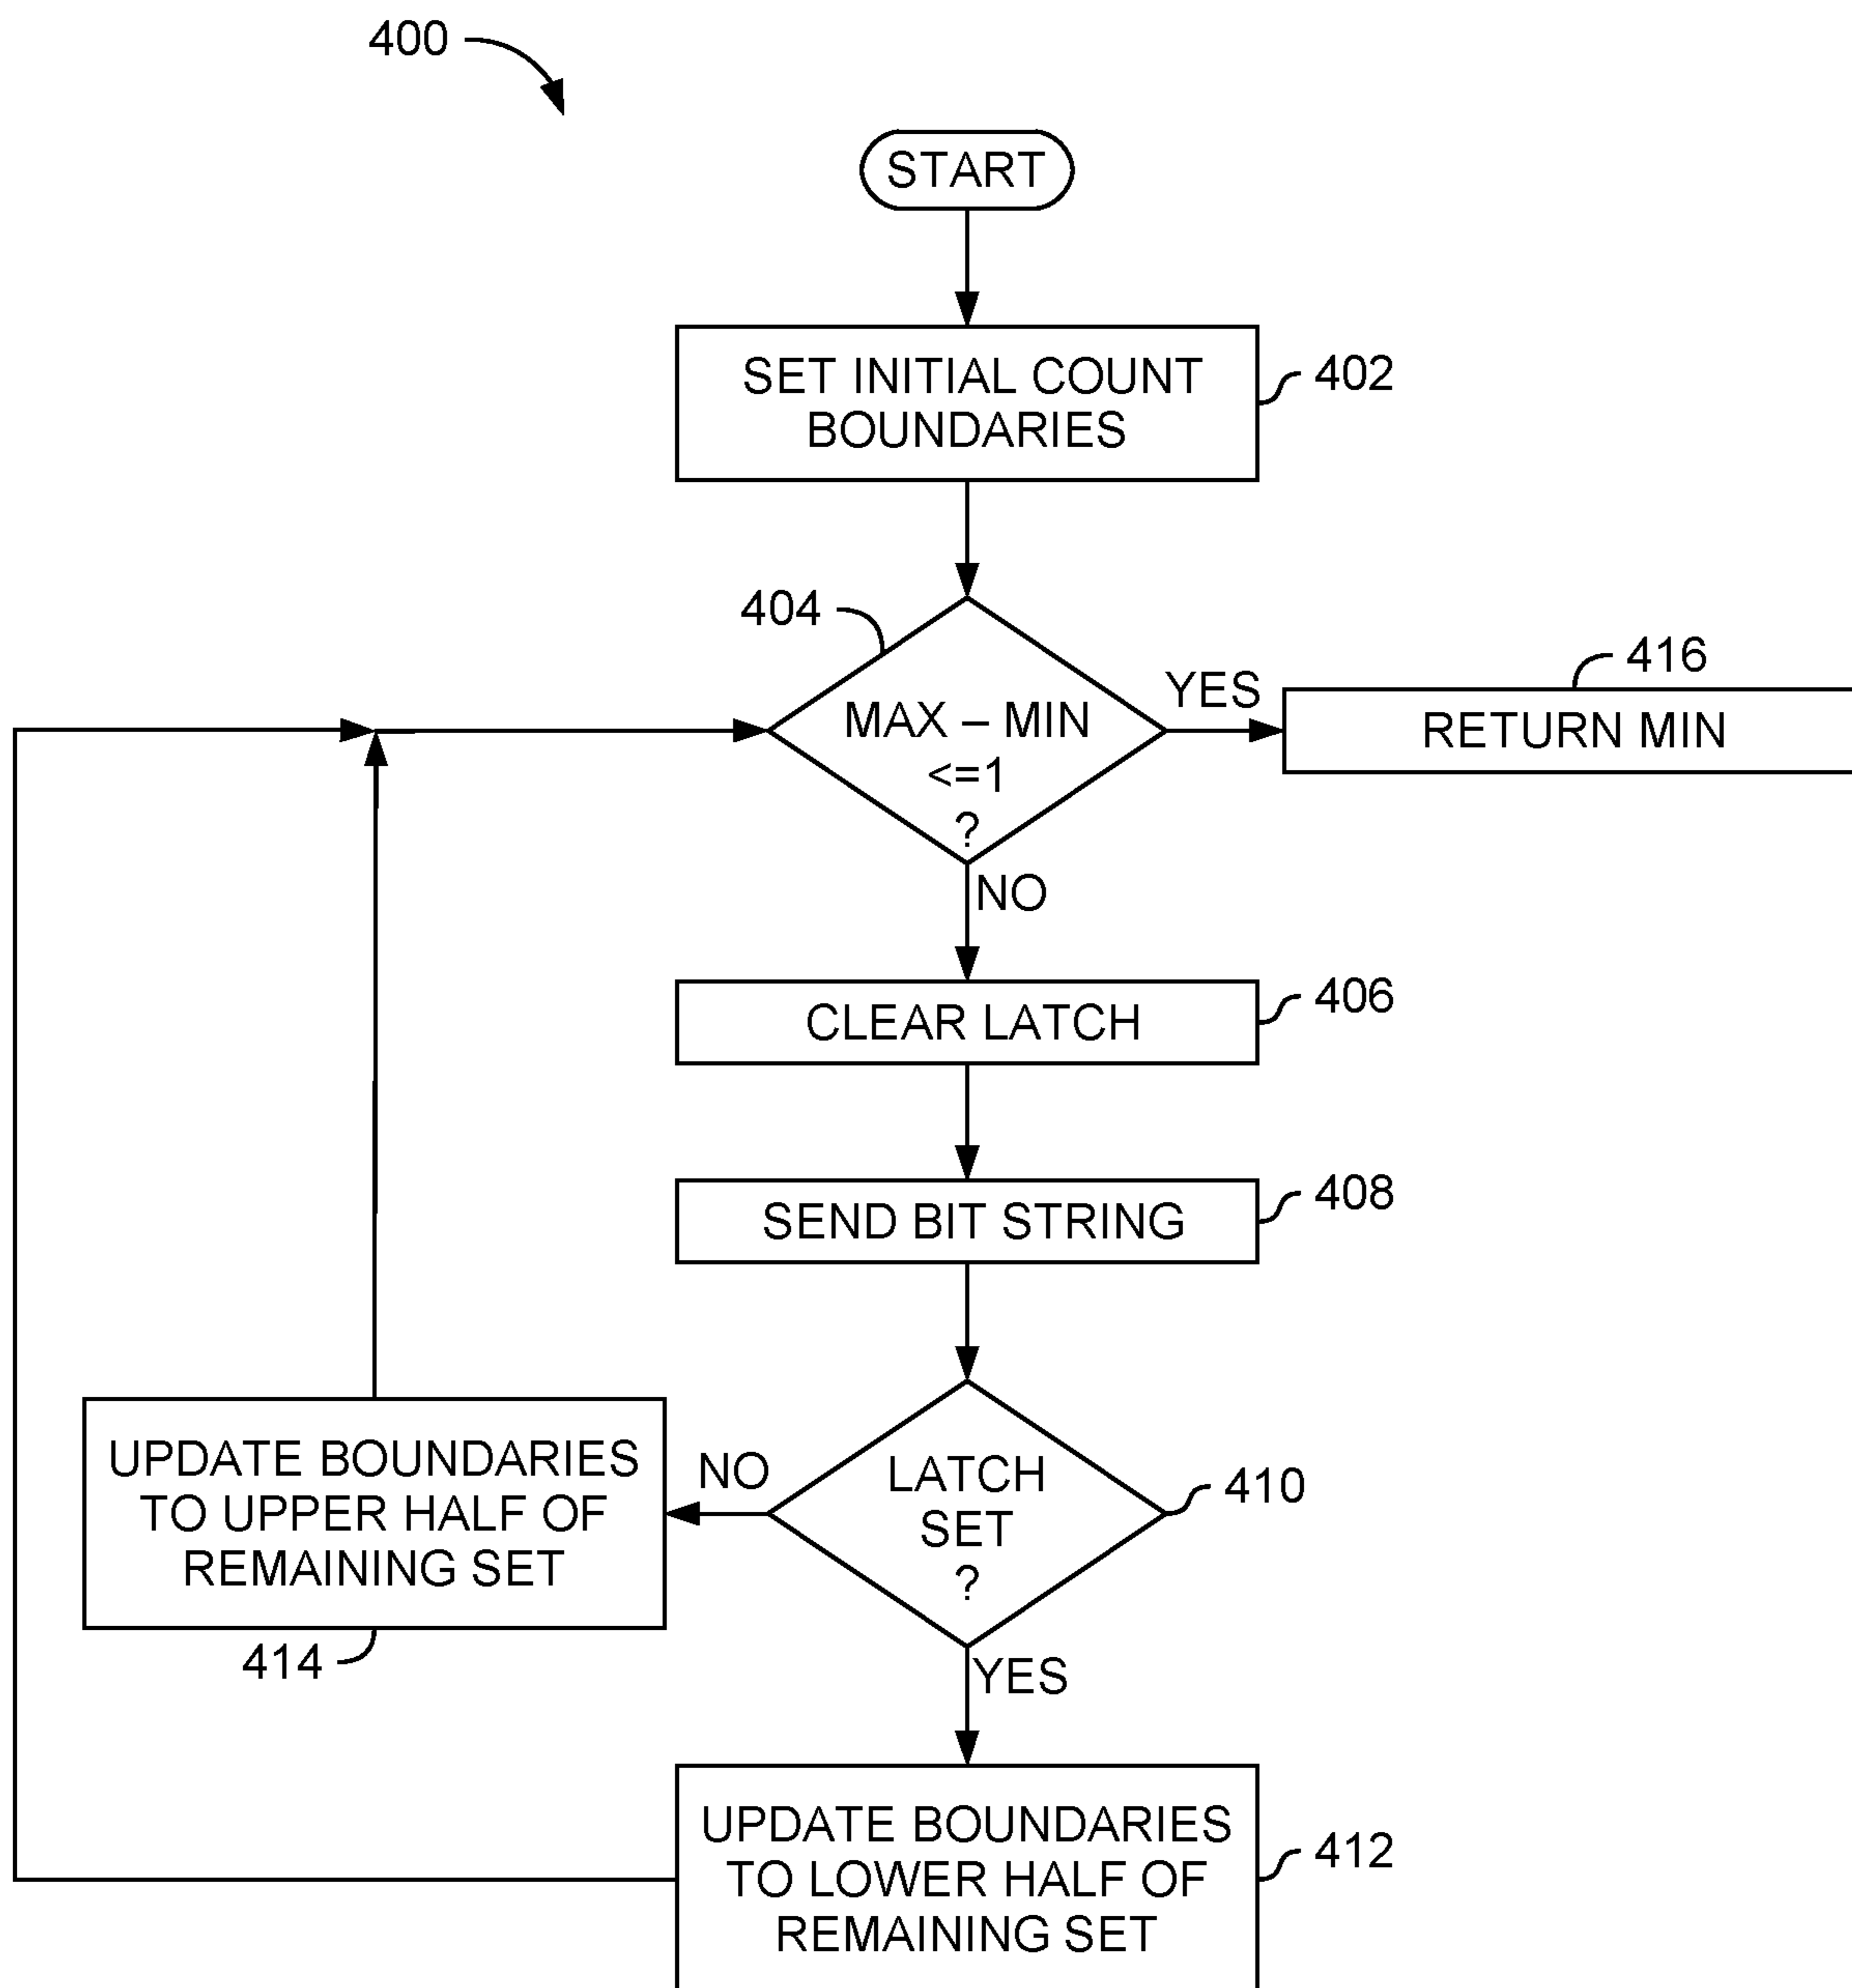 400
START
SET INITIAL COUNT
BOUNDARIES
402
404
MAX – MIN
<=1
?
YES
416
RETURN MIN
NO
CLEAR LATCH
406
SEND BIT STRING
408
LATCH
SET
?
410
NO
UPDATE BOUNDARIES
TO UPPER HALF OF
REMAINING SET
414
YES
UPDATE BOUNDARIES
TO LOWER HALF OF
REMAINING SET
412